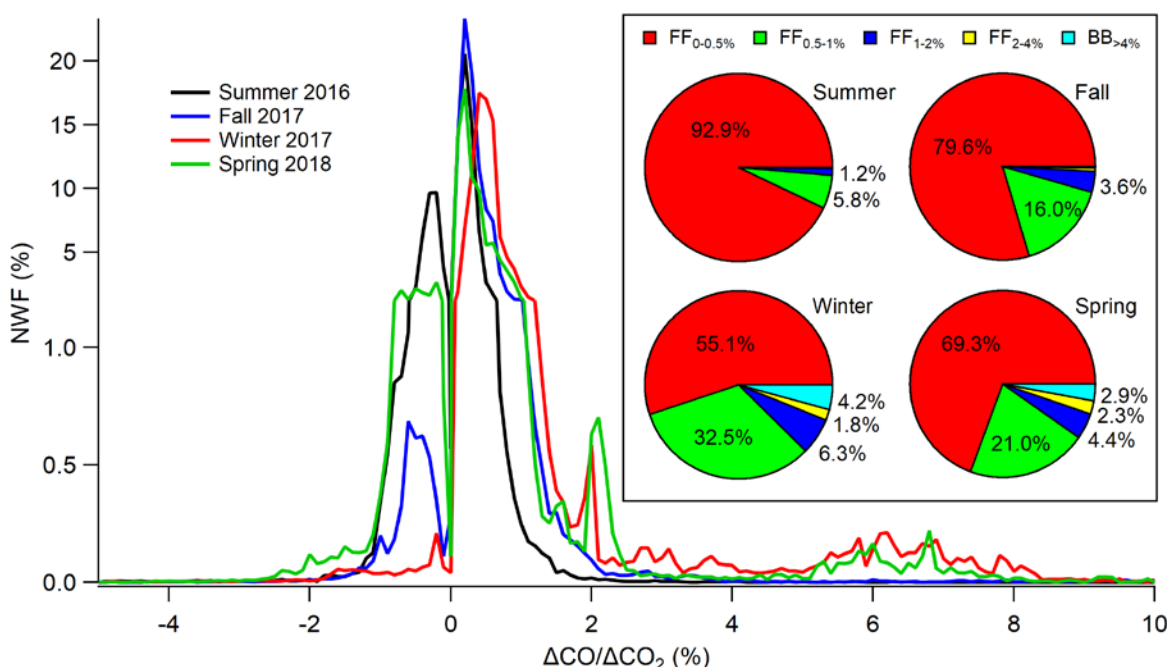 FF0-0.5% FF0.5-1% FF1-2% FF2-4% BB>4%
Summer 2016
Fall 2017
Winter 2017
Spring 2018
Summer
92.9%
1.2%
5.8%
Fall
79.6%
3.6%
16.0%
Winter
55.1%
4.2%
1.8%
6.3%
32.5%
Spring
69.3%
2.9%
2.3%
4.4%
21.0%
NWF (%)
20
15
10
5
1.0
0.5
0.0
-4 -2 0 2 4 6 8 10
ΔCO/ΔCO2 (%)